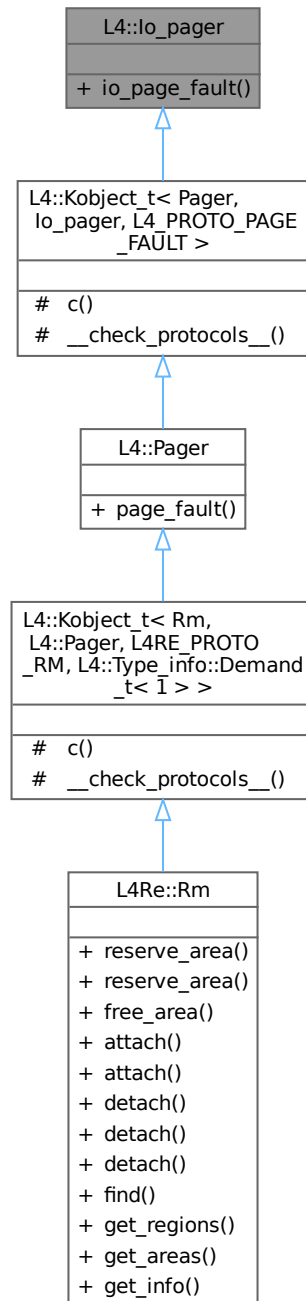 L4::Io_pager
+ io_page_fault()
L4::Kobject_t< Pager,
Io_pager, L4_PROTO_PAGE
_FAULT >
# c()
# __check_protocols__()
L4::Pager
+ page_fault()
L4::Kobject_t< Rm,
L4::Pager, L4RE_PROTO
_RM, L4::Type_info::Demand
_t< 1 > >
# c()
# __check_protocols__()
L4Re::Rm
+ reserve_area()
+ reserve_area()
+ free_area()
+ attach()
+ attach()
+ detach()
+ detach()
+ detach()
+ find()
+ get_regions()
+ get_areas()
+ get_info()